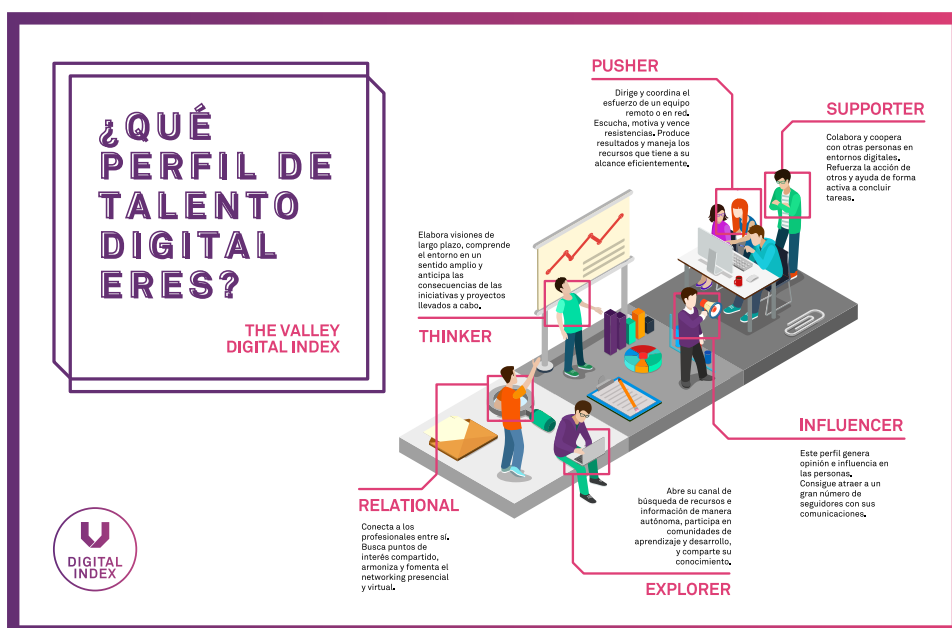 ¿QUÉ
PERFIL DE
TALENTO
DIGITAL
ERES?
THE VALLEY
DIGITAL INDEX
PUSHER
Dirige y coordina el
esfuerzo de un equipo
remoto o en red.
Escucha, motiva y vence
resistencias. Produce
resultados y maneja los
recursos que tiene a su
alcance eficientemente.
SUPPORTER
Colabora y coopera
con otras personas en
entornos digitales.
Refuerza la acción de
otros y ayuda de forma
activa a concluir
tareas.
Elabora visiones de
largo plazo, comprende
el entorno en un
sentido amplio y
anticipa las
consecuencias de las
iniciativas y proyectos
llevados a cabo.
THINKER
INFLUENCER
Este perfil genera
opinión e influencia en
las personas.
Consigue atraer a un
gran número de
seguidores con sus
comunicaciones.
RELATIONAL
Conecta a los
profesionales entre sí.
Busca puntos de
interés compartido,
armoniza y fomenta el
networking presencial
y virtual.
Abre su canal de
búsqueda de recursos e
información de manera
autónoma, participa en
comunidades de
aprendizaje y desarrollo,
y comparte su
conocimiento.
EXPLORER
DIGITAL
INDEX